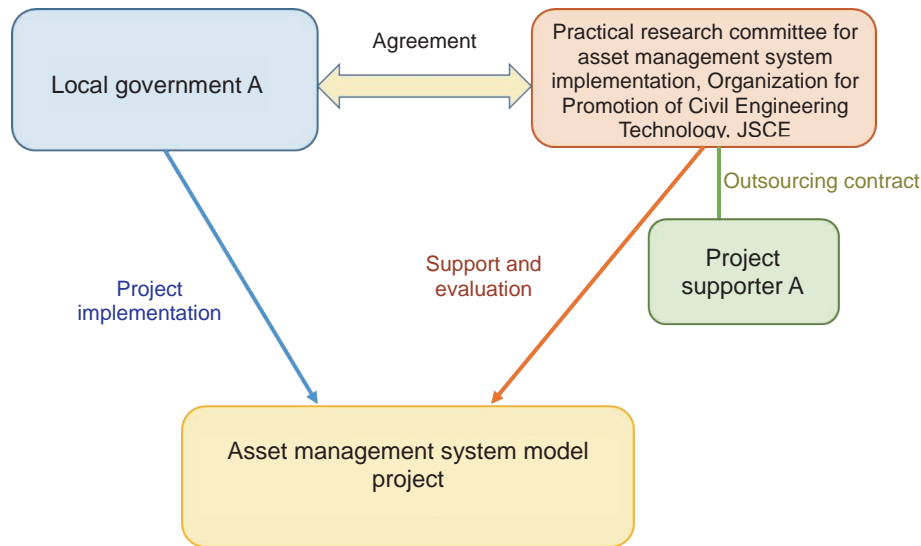 Local government A
Agreement
Practical research committee for
asset management system
implementation, Organization for
Promotion of Civil Engineering
Technology, JSCE
Outsourcing contract
Project
supporter A
Support and
evaluation
Project
implementation
Asset management system model
project